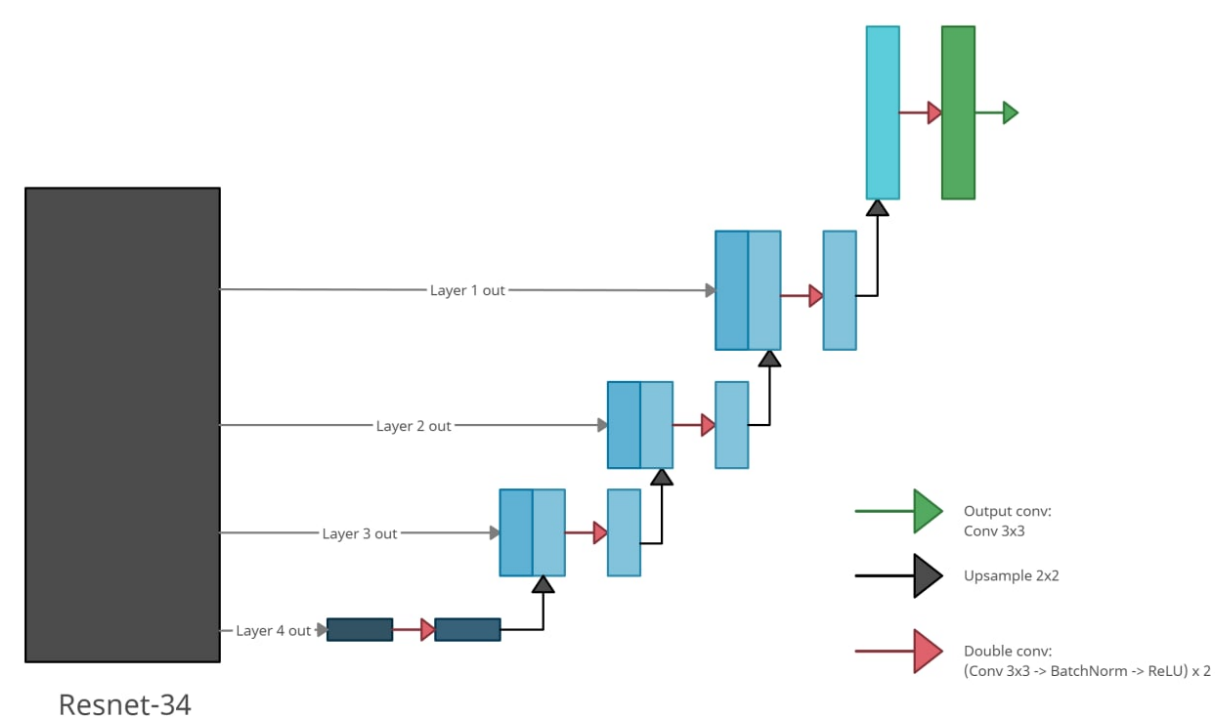 Layer 1 out
Layer 2 out
Layer 3 out
Layer 4 out
Resnet-34
Output conv:
Conv 3x3
Upsample 2x2
Double conv:
(Conv 3x3 -> BatchNorm -> ReLU) x 2